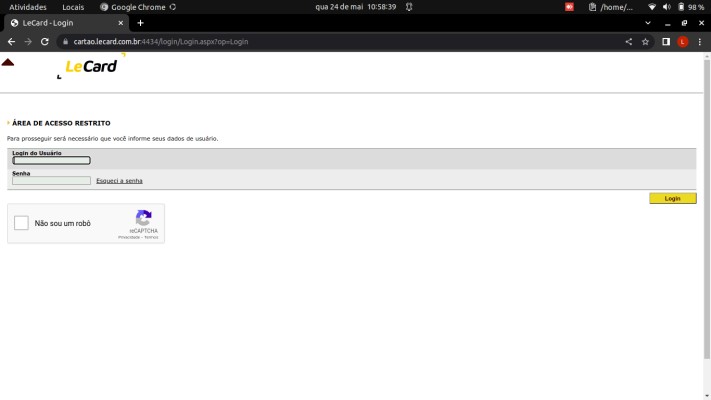 Atividades Locais Google Chrome qua 24 de mai 10:58:39 /home/... 98 %
LeCard - Login
cartao.lecard.com.br:4434/login/Login.aspx?op=Login L
LeCard
ÁREA DE ACESSO RESTRITO
Para prosseguir será necessário que você informe seus dados de usuário.
Login do Usuário
Senha
Esqueci a senha
Login
Não sou um robô
reCAPTCHA
Privacidade - Termos